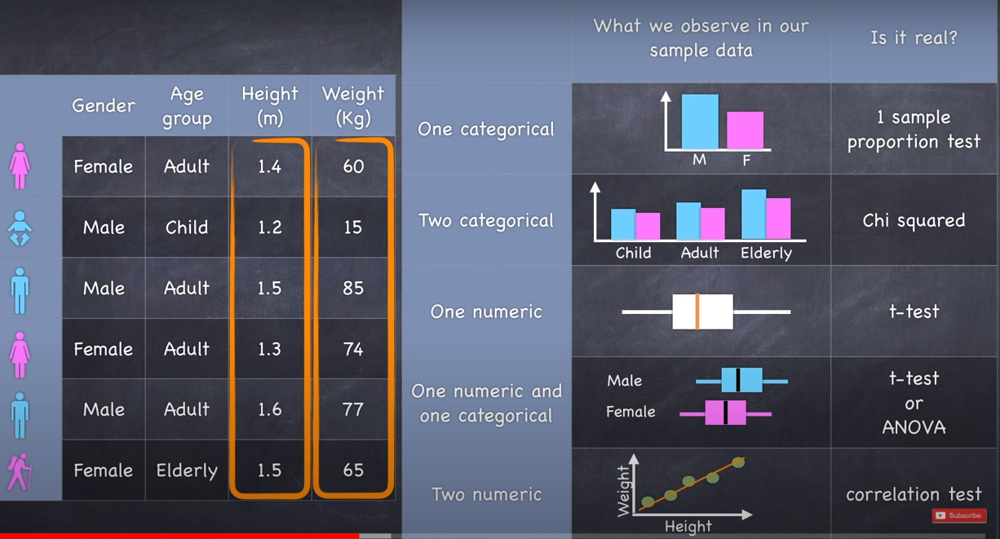 Gender
Age
group
Height
(m)
Weight
(Kg)
Female Adult 1.4 60
Male Child 1.2 15
Male Adult 1.5 85
Female Adult 1.3 74
Male Adult 1.6 77
Female Elderly 1.5 65
What we observe in our
sample data
Is it real?
One categorical
M F
1 sample
proportion test
Two categorical
Child Adult Elderly
Chi squared
One numeric
t-test
One numeric and
one categorical
Male
Female
t-test
or
ANOVA
Two numeric
Weight
Height
correlation test
Subscribe